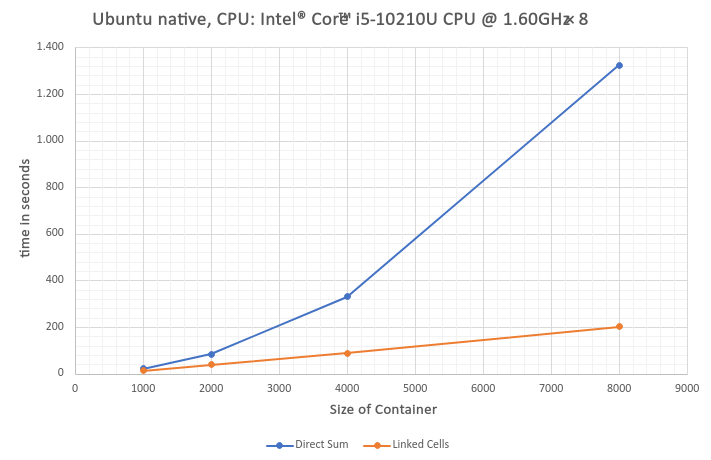 Ubuntu native, CPU: Intel® Core™ i5-10210U CPU @ 1.60GHz × 8
1.400
1.200
1.000
800
600
400
200
0
time in seconds
0 1000 2000 3000 4000 5000 6000 7000 8000 9000
Size of Container
Direct Sum Linked Cells